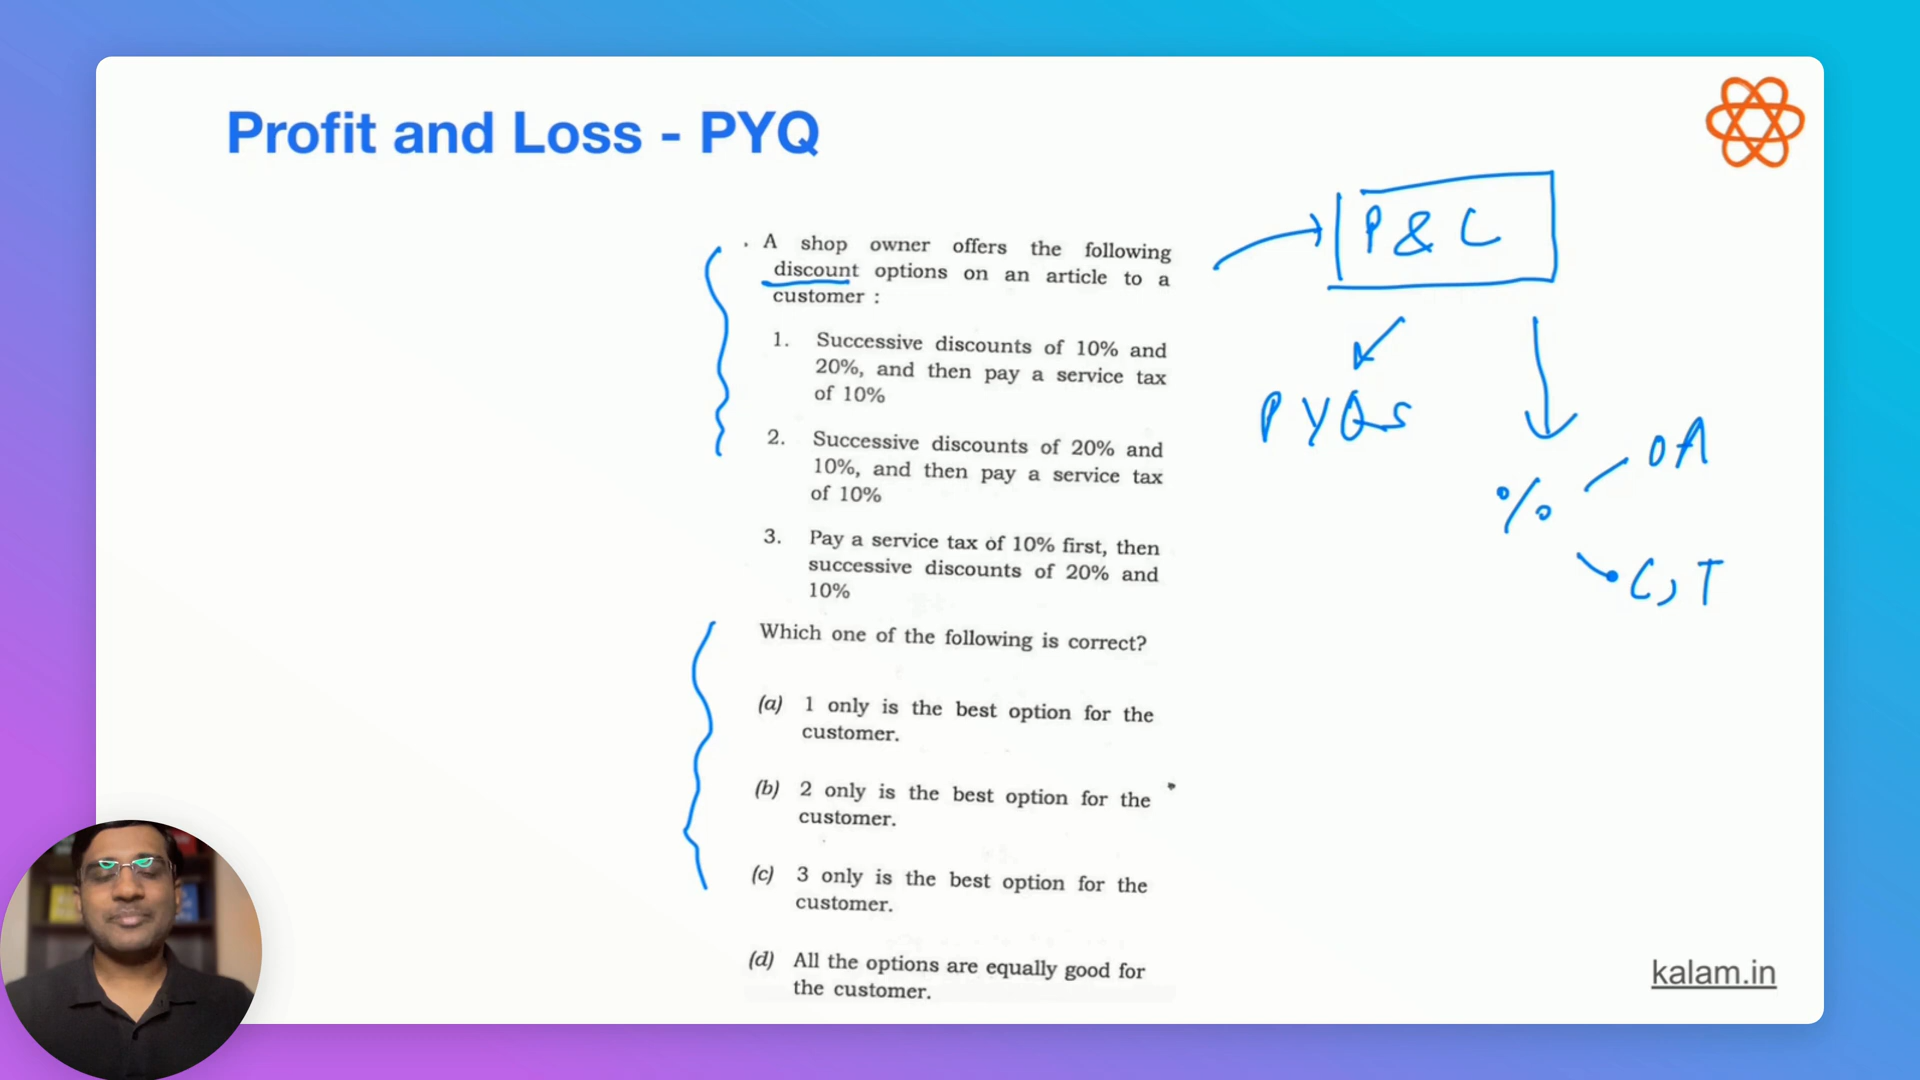 Profit and Loss - PYQ
A shop owner offers the following
discount options on an article to a
customer :
1. Successive discounts of 10% and
20%, and then pay a service tax
of 10%
2. Successive discounts of 20% and
10%, and then pay a service tax
of 10%
3. Pay a service tax of 10% first, then
successive discounts of 20% and
10%
Which one of the following is correct?
(a) 1 only is the best option for the
customer.
(b) 2 only is the best option for the
customer.
(c) 3 only is the best option for the
customer.
(d) All the options are equally good for
the customer.
P & C
PYQs
%
OA
C, T
kalam.in